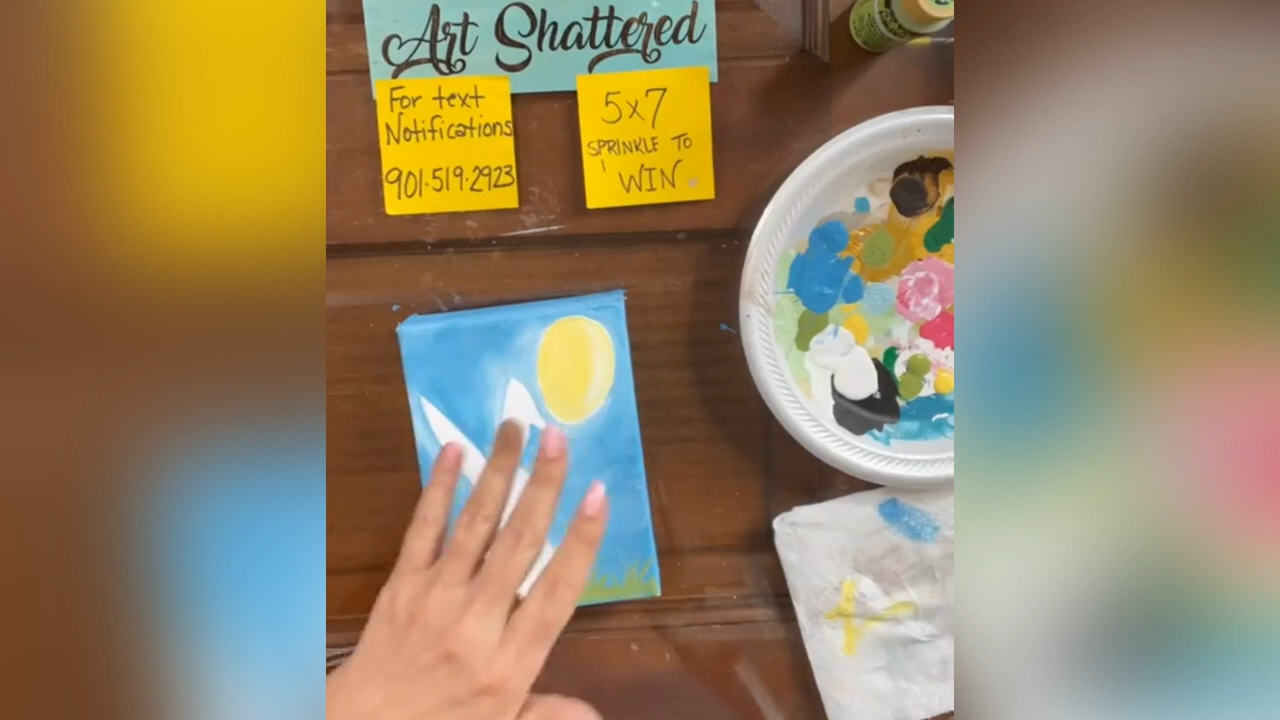 Art Shattered
For text
Notifications
901.519.2923
5x7
SPRINKLE TO
WIN